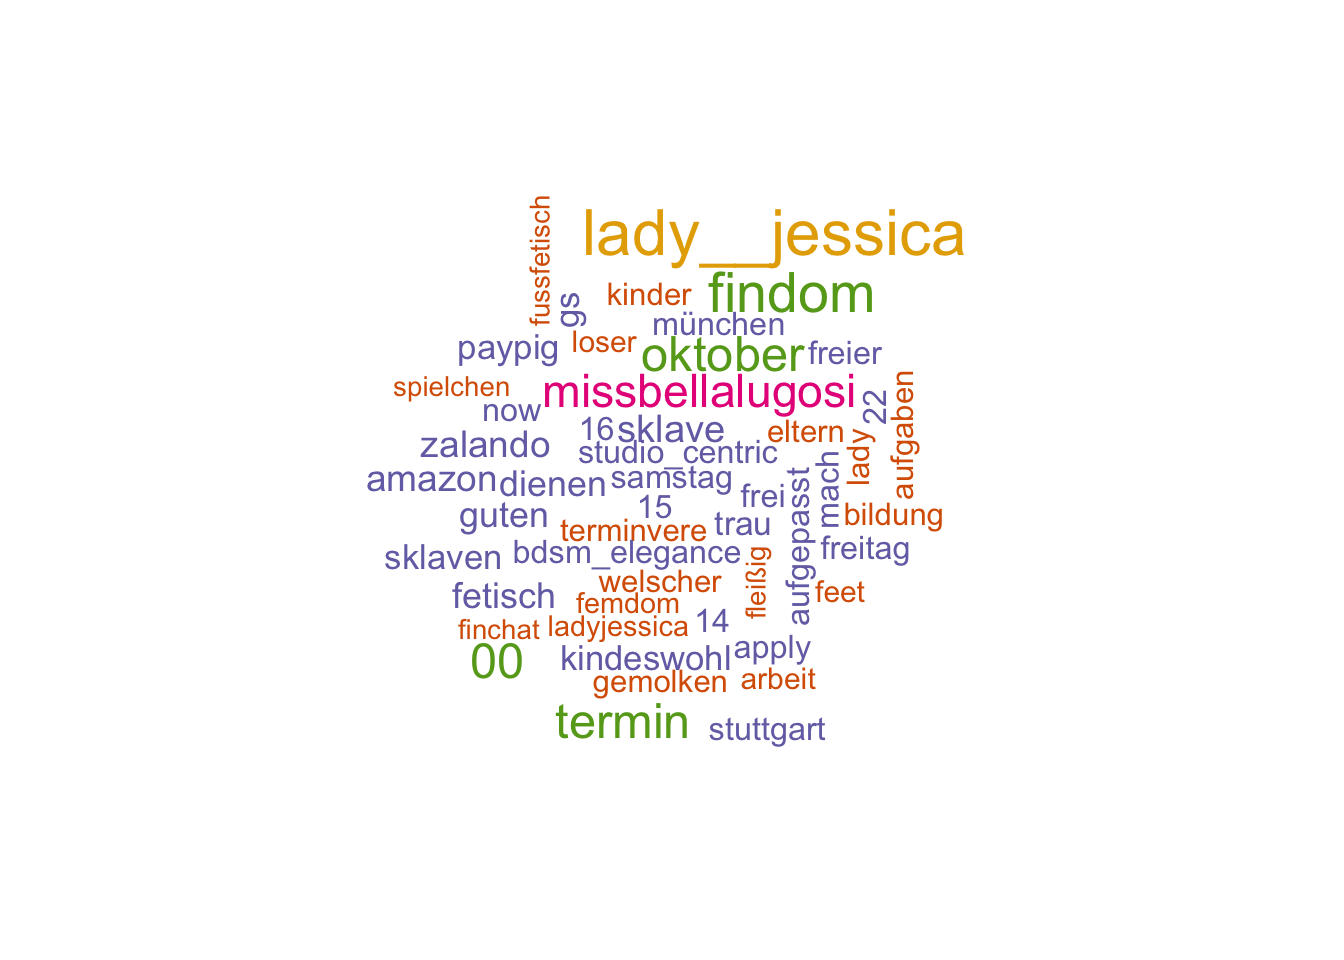 lady__jessica
fussfetisch
gs
kinder
findom
münchen
paypig
loser
oktober
freier
spielchen
missbellalugosi
22
aufgaben
now
16
sklave
eltern
lady
zalando
studio_centric
mach
amazon
dienen
samstag
frei
aufgepasst
15
guten
terminvere
trau
bildung
sklaven
bdsm_elegance
freitag
welscher
fleißig
fetisch
femdom
feet
finchat
ladyjessica
14
00
kindeswohl
apply
gemolken
arbeit
termin
stuttgart